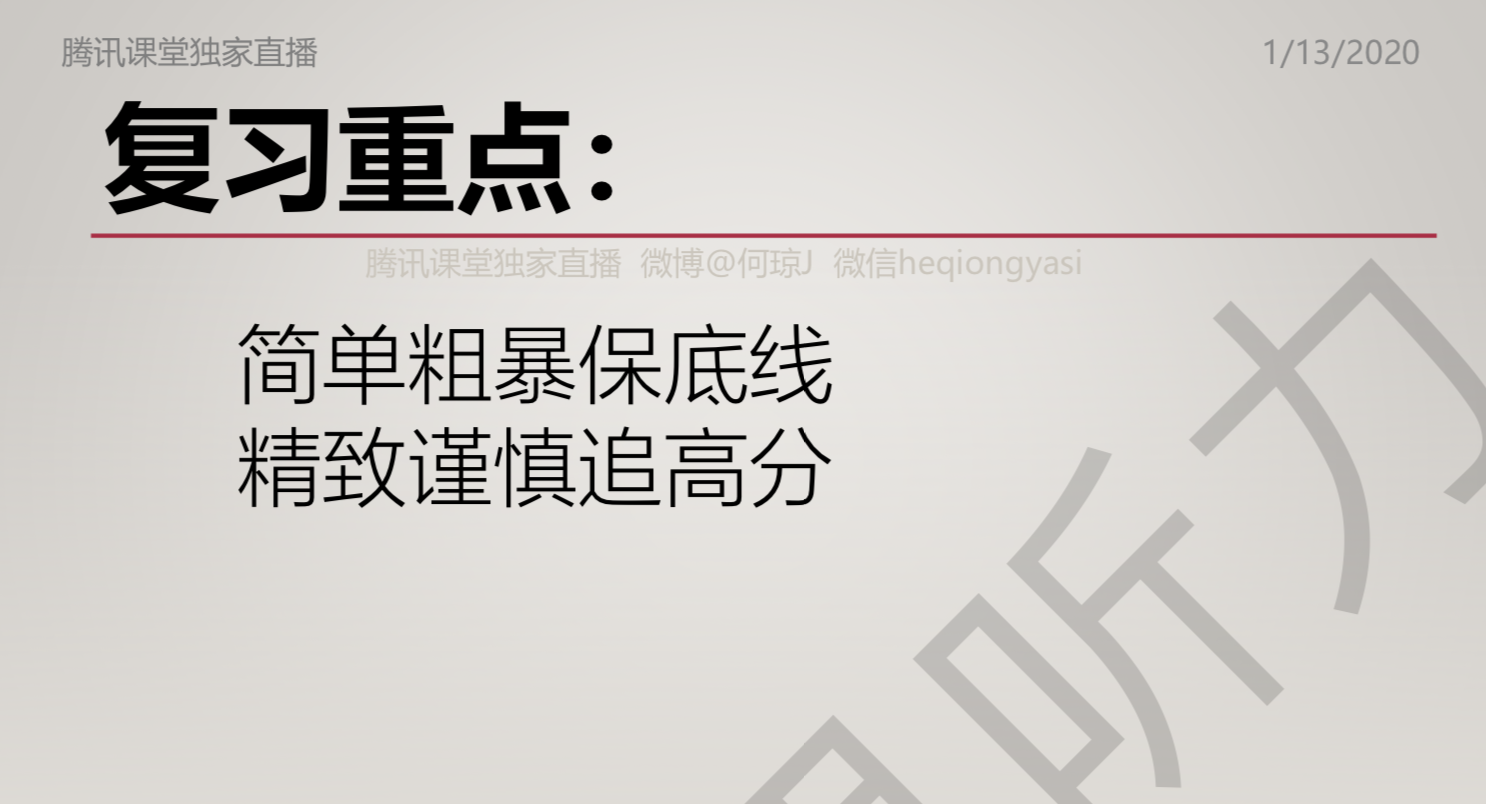 腾讯课堂独家直播
1/13/2020
复习重点：
腾讯课堂独家直播 微博@何琼J 微信heqiongyasi
简单粗暴保底线
精致谨慎追高分
听力